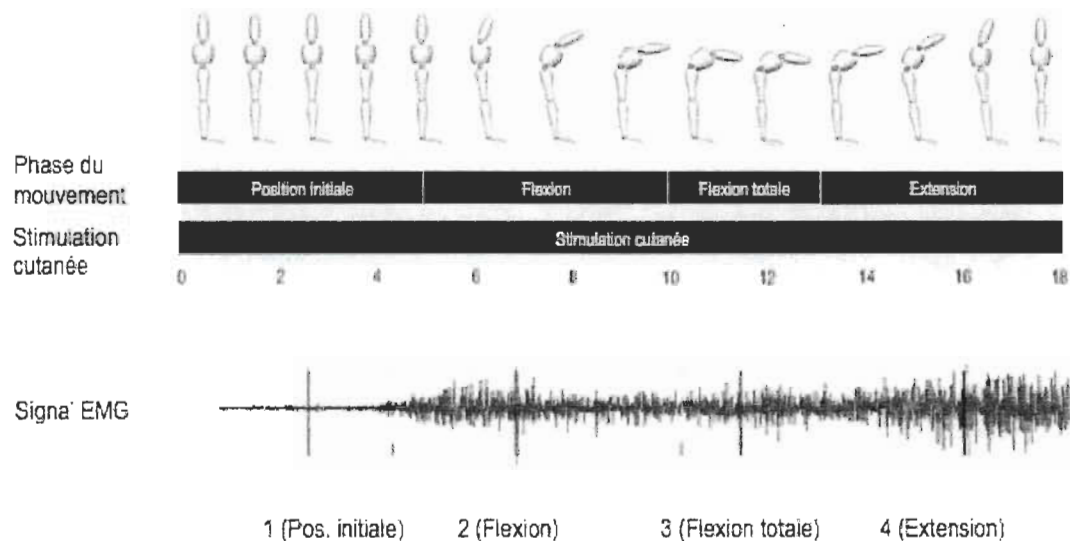 Phase du
mouvement
Position initiale Flexion Flexion totale Extension
Stimulation
cutanée
Stimulation cutanée
0 2 4 6 8 10 12 14 16 18
Signa' EMG
1 (Pos. initiale) 2 (Flexion) 3 (Flexion totale) 4 (Extension)